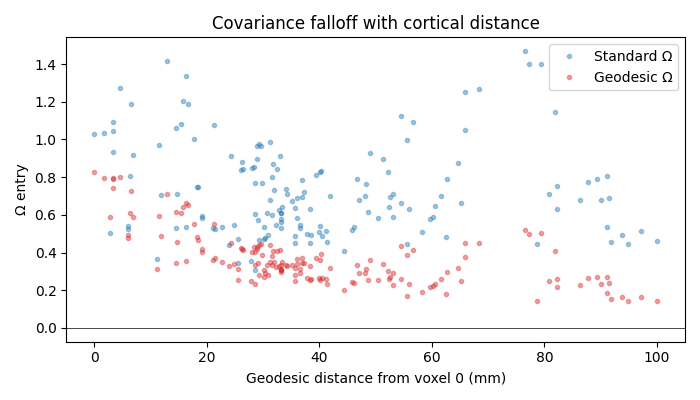 Covariance falloff with cortical distance
Standard Ω
Geodesic Ω
Ω entry
1.4
1.2
1.0
0.8
0.6
0.4
0.2
0.0
0 20 40 60 80 100
Geodesic distance from voxel 0 (mm)